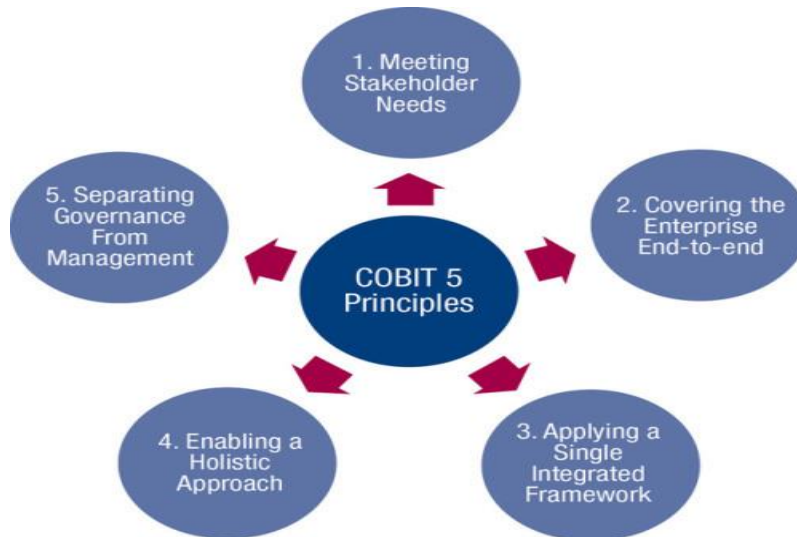 1. Meeting
Stakeholder
Needs
2. Covering the
Enterprise
End-to-end
3. Applying a
Single
Integrated
Framework
4. Enabling a
Holistic
Approach
5. Separating
Governance
From
Management
COBIT 5
Principles